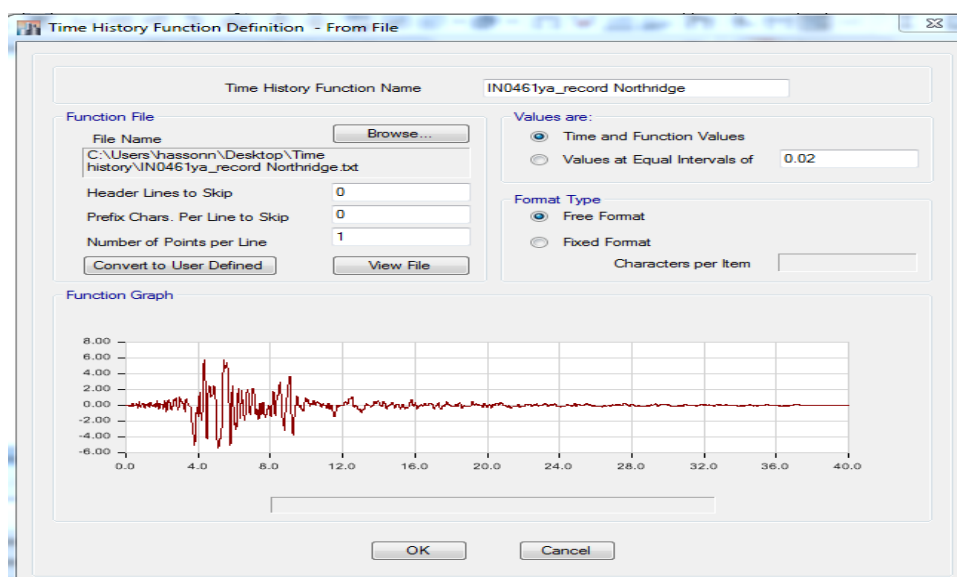 Time History Function Definition - From File
Time History Function Name
IN0461ya_record Northridge
Function File
File Name
Browse...
C:\Users\hassonn\Desktop\Time
history\IN0461ya_record Northridge.txt
Header Lines to Skip
0
Prefix Chars. Per Line to Skip
0
Number of Points per Line
1
Convert to User Defined
View File
Values are:
Time and Function Values
Values at Equal Intervals of
0.02
Format Type
Free Format
Fixed Format
Characters per Item
Function Graph
8.00
6.00
4.00
2.00
0.00
-2.00
-4.00
-6.00
0.0 4.0 8.0 12.0 16.0 20.0 24.0 28.0 32.0 36.0 40.0
OK
Cancel